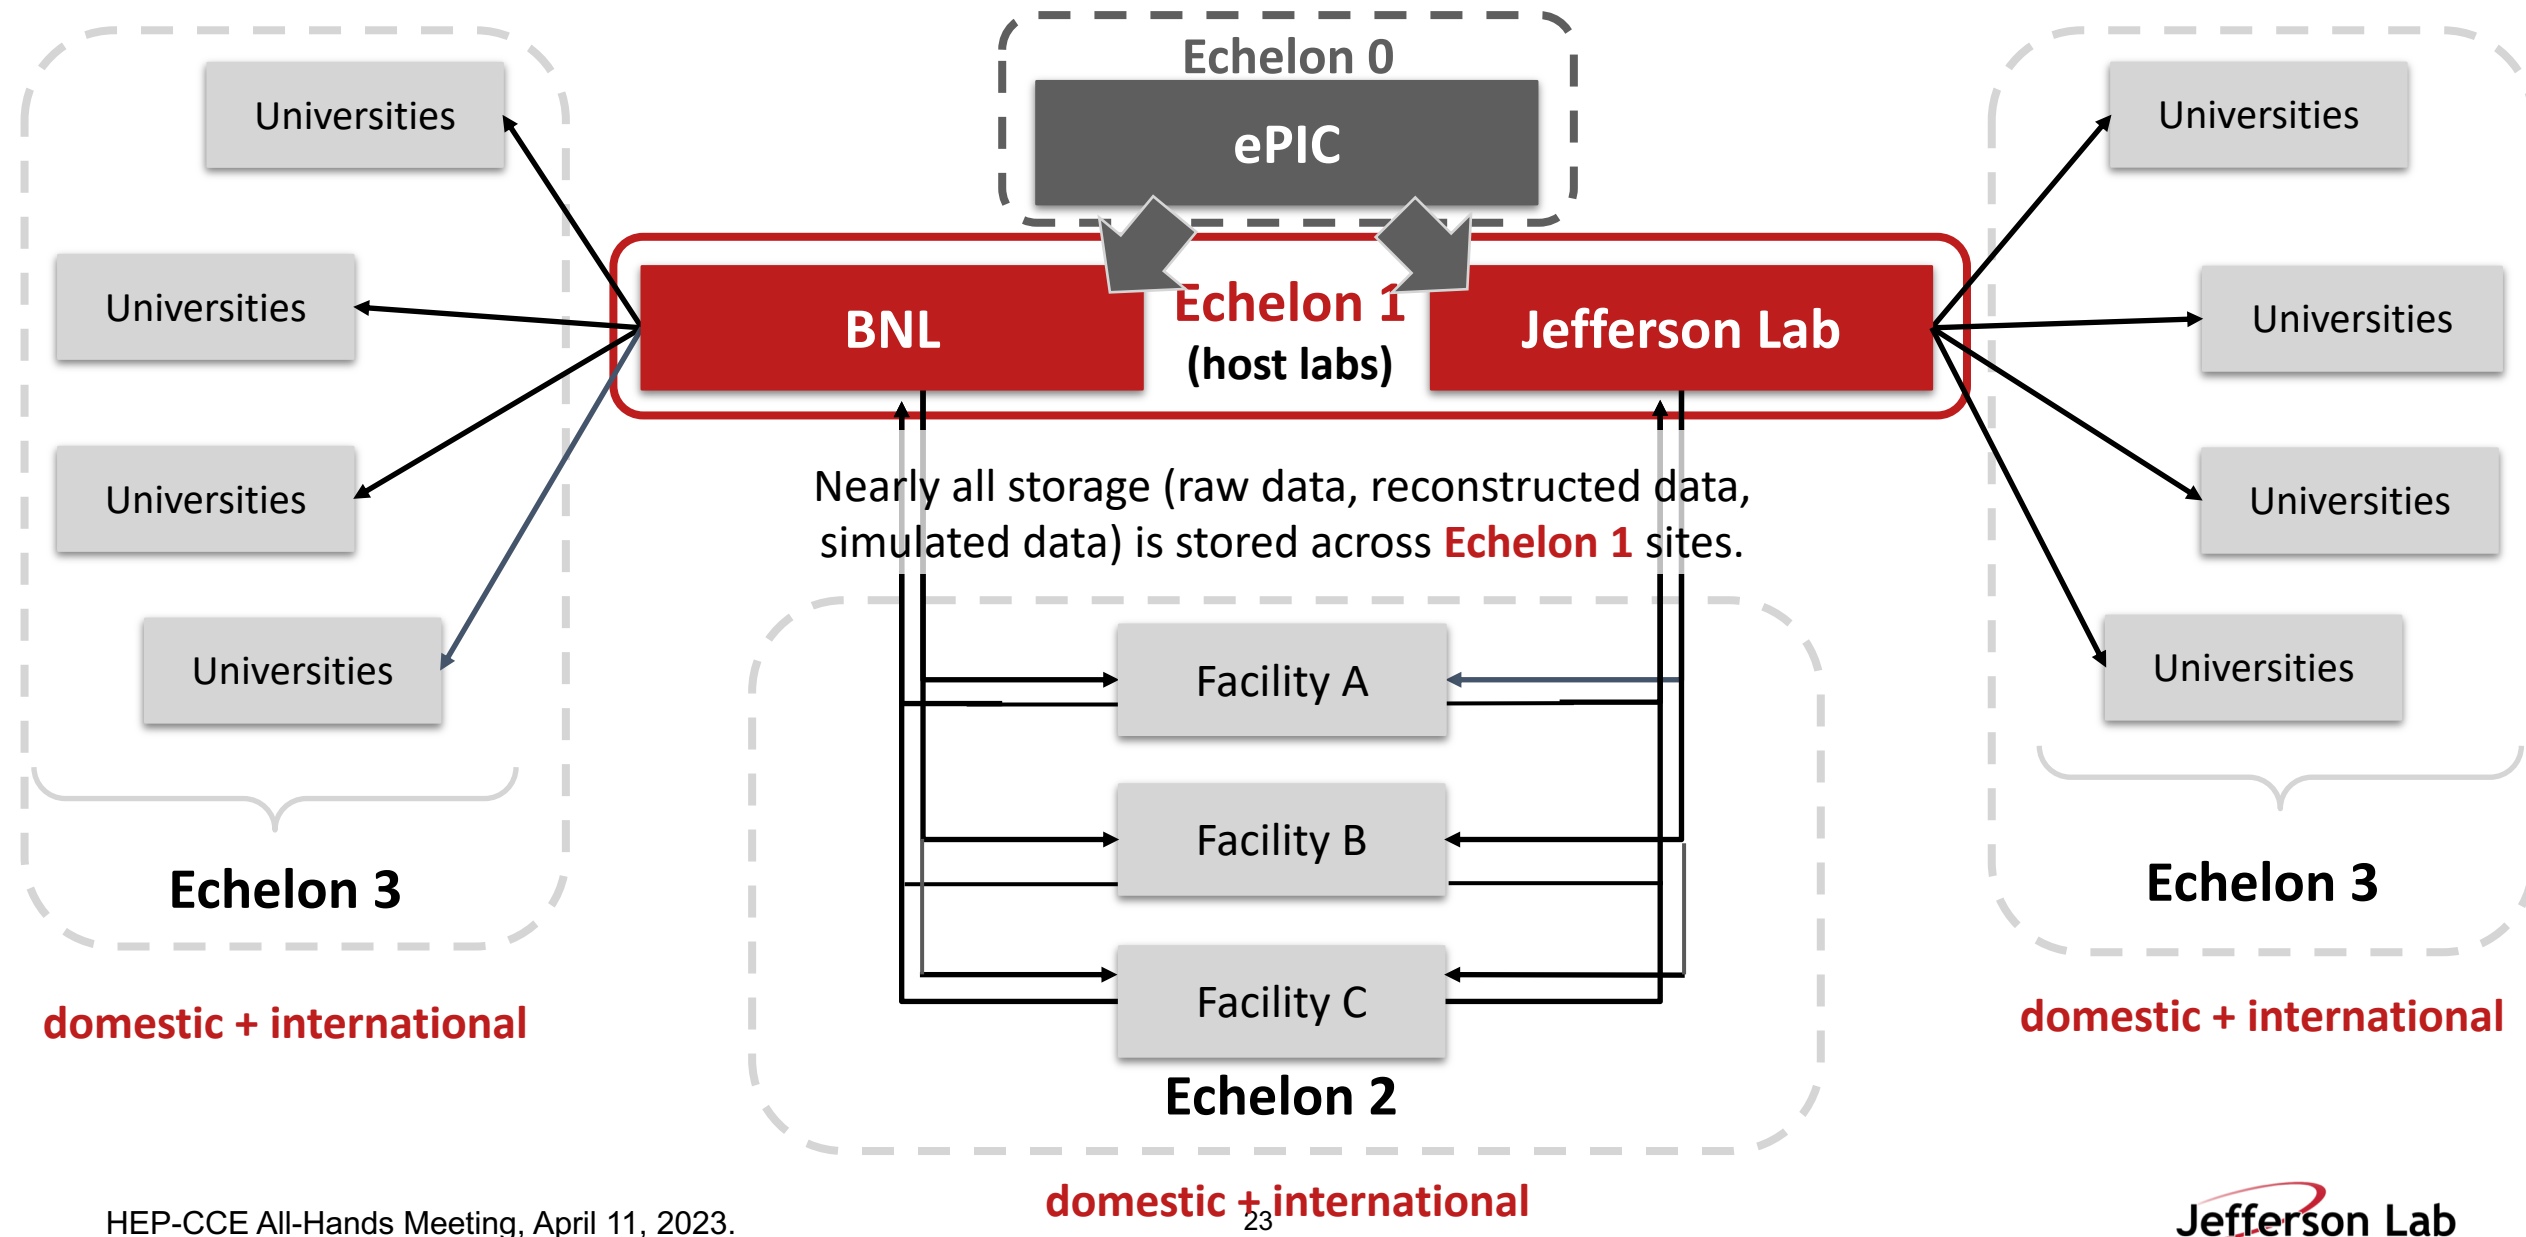 Echelon 0
ePIC
Universities
Universities
Universities
Universities
Echelon 3
domestic + international
BNL
Echelon 1
(host labs)
Jefferson Lab
Nearly all storage (raw data, reconstructed data,
simulated data) is stored across Echelon 1 sites.
Facility A
Facility B
Facility C
Echelon 2
domestic + international
Universities
Universities
Universities
Universities
Echelon 3
domestic + international
HEP-CCE All-Hands Meeting, April 11, 2023.
23
Jefferson Lab